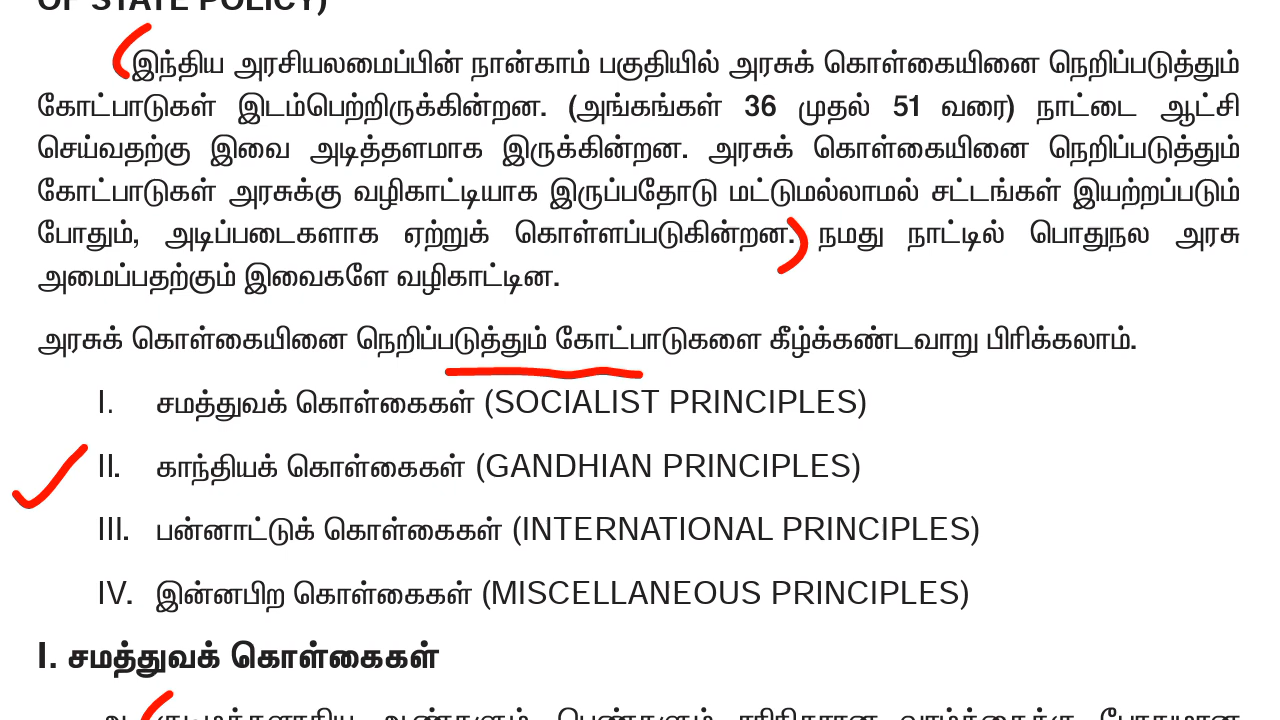 OF STATE POLICY)
இந்திய அரசியலமைப்பின் நான்காம் பகுதியில் அரசுக் கொள்கையினை நெறிப்படுத்தும்
கோட்பாடுகள் இடம்பெற்றிருக்கின்றன. (அங்கங்கள் 36 முதல் 51 வரை) நாட்டை ஆட்சி
செய்வதற்கு இவை அடித்தளமாக இருக்கின்றன. அரசுக் கொள்கையினை நெறிப்படுத்தும்
கோட்பாடுகள் அரசுக்கு வழிகாட்டியாக இருப்பதோடு மட்டுமல்லாமல் சட்டங்கள் இயற்றப்படும்
போதும், அடிப்படைகளாக ஏற்றுக் கொள்ளப்படுகின்றன. நமது நாட்டில் பொதுநல அரசு
அமைப்பதற்கும் இவைகளே வழிகாட்டின.
அரசுக் கொள்கையினை நெறிப்படுத்தும் கோட்பாடுகளை கீழ்க்கண்டவாறு பிரிக்கலாம்.
I. சமத்துவக் கொள்கைகள் (SOCIALIST PRINCIPLES)
II. காந்தியக் கொள்கைகள் (GANDHIAN PRINCIPLES)
III. பன்னாட்டுக் கொள்கைகள் (INTERNATIONAL PRINCIPLES)
IV. இன்னபிற கொள்கைகள் (MISCELLANEOUS PRINCIPLES)
I. சமத்துவக் கொள்கைகள்